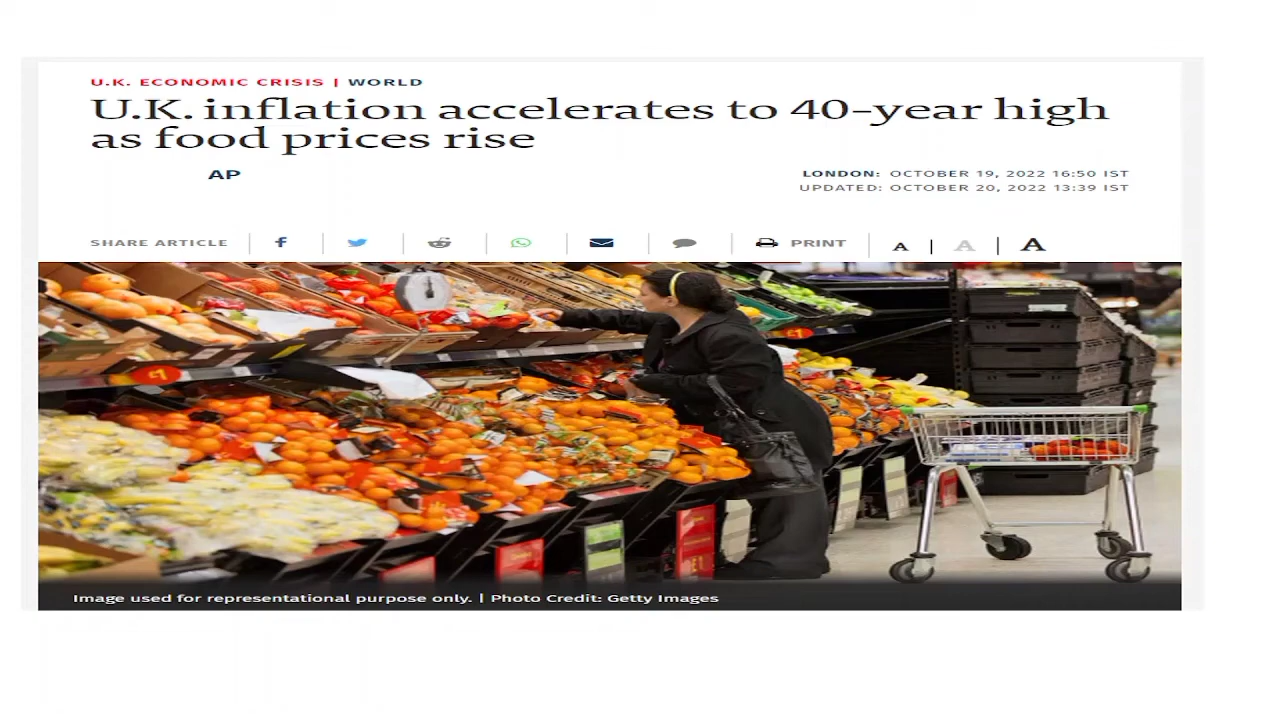 U.K. ECONOMIC CRISIS | WORLD
U.K. inflation accelerates to 40-year high
as food prices rise
AP
LONDON: OCTOBER 19, 2022 16:50 IST
UPDATED: OCTOBER 20, 2022 13:39 IST
SHARE ARTICLE
PRINT
A | A | A
£1
Image used for representational purpose only. | Photo Credit: Getty Images